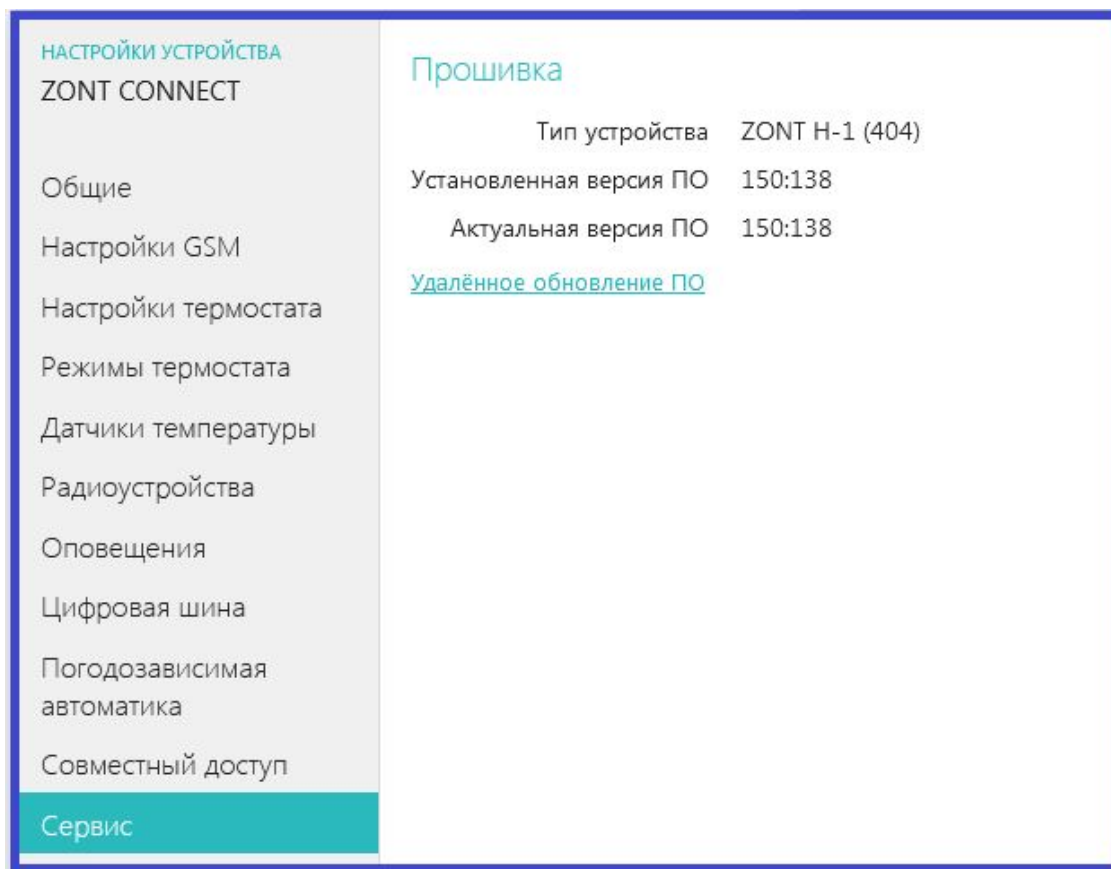 НАСТРОЙКИ УСТРОЙСТВА
ZONT CONNECT
Общие
Настройки GSM
Настройки термостата
Режимы термостата
Датчики температуры
Радиоустройства
Оповещения
Цифровая шина
Погодозависимая
автоматика
Совместный доступ
Сервис
Прошивка
Тип устройства ZONT H-1 (404)
Установленная версия ПО 150:138
Актуальная версия ПО 150:138
Удалённое обновление ПО